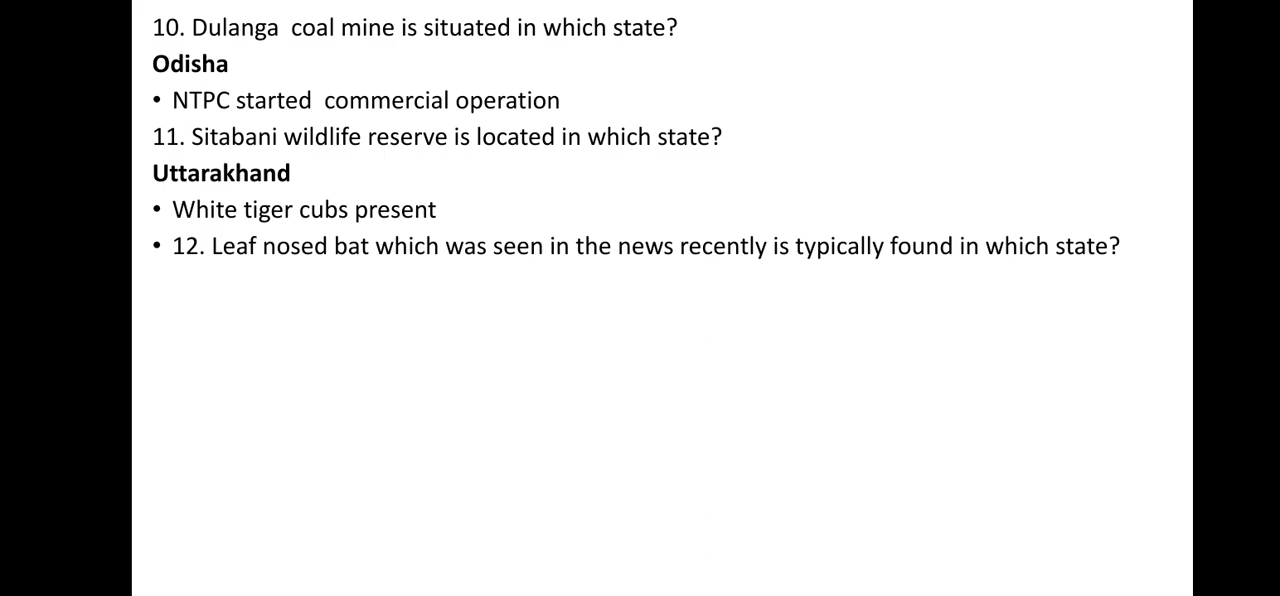 10. Dulanga  coal mine is situated in which state?
Odisha
• NTPC started  commercial operation
11. Sitabani wildlife reserve is located in which state?
Uttarakhand
• White tiger cubs present
• 12. Leaf nosed bat which was seen in the news recently is typically found in which state?